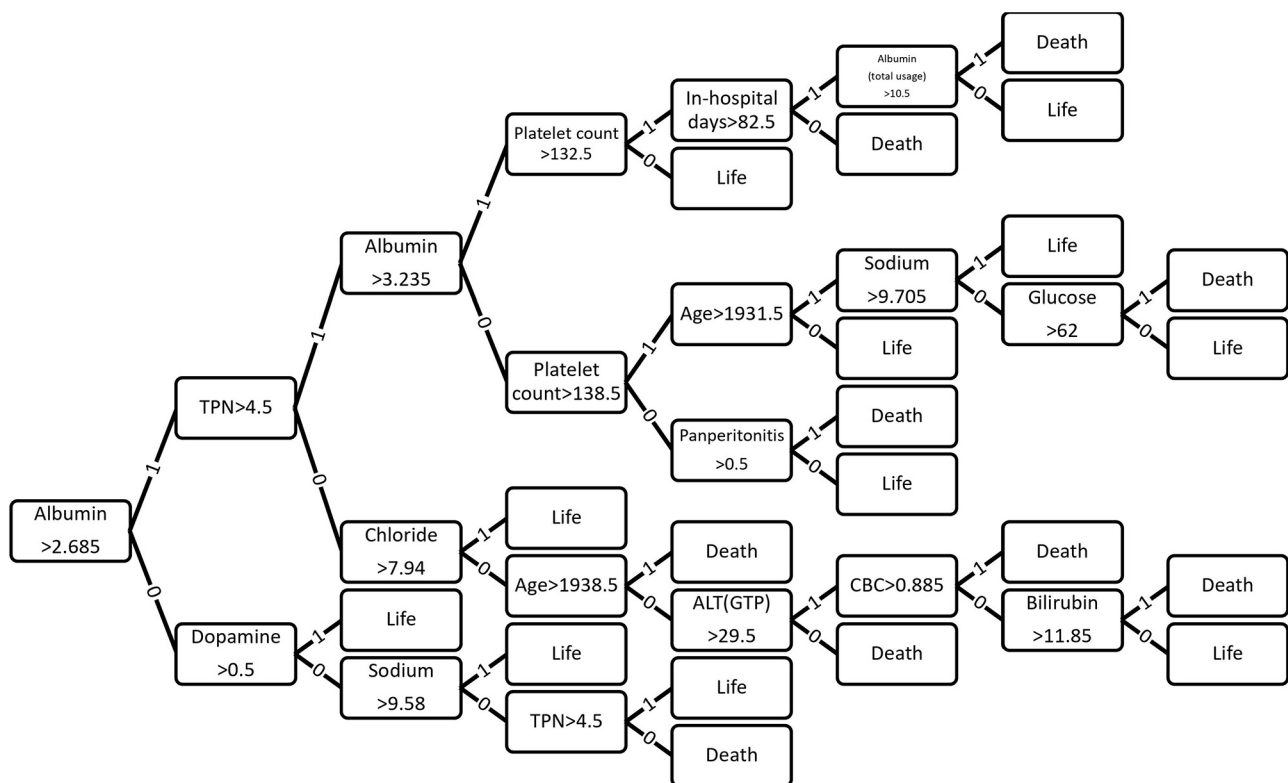 Death
Albumin
(total usage)
>10.5
1
0
Life
In-hospital
days>82.5
1
0
Death
Platelet count
>132.5
1
0
Life
Albumin
>3.235
1
0
Life
Sodium
>9.705
1
0
Death
Glucose
>62
1
0
Life
Age>1931.5
1
0
Life
Platelet
count>138.5
1
0
Death
Panperitonitis
>0.5
1
0
Life
TPN>4.5
1
0
Albumin
>2.685
1
0
Life
Chloride
>7.94
1
0
Death
Age>1938.5
1
0
ALT(GTP)
>29.5
1
0
CBC>0.885
1
0
Death
Death
Bilirubin
>11.85
1
0
Death
Life
Dopamine
>0.5
1
0
Life
Sodium
>9.58
1
0
Life
TPN>4.5
1
0
Life
Death